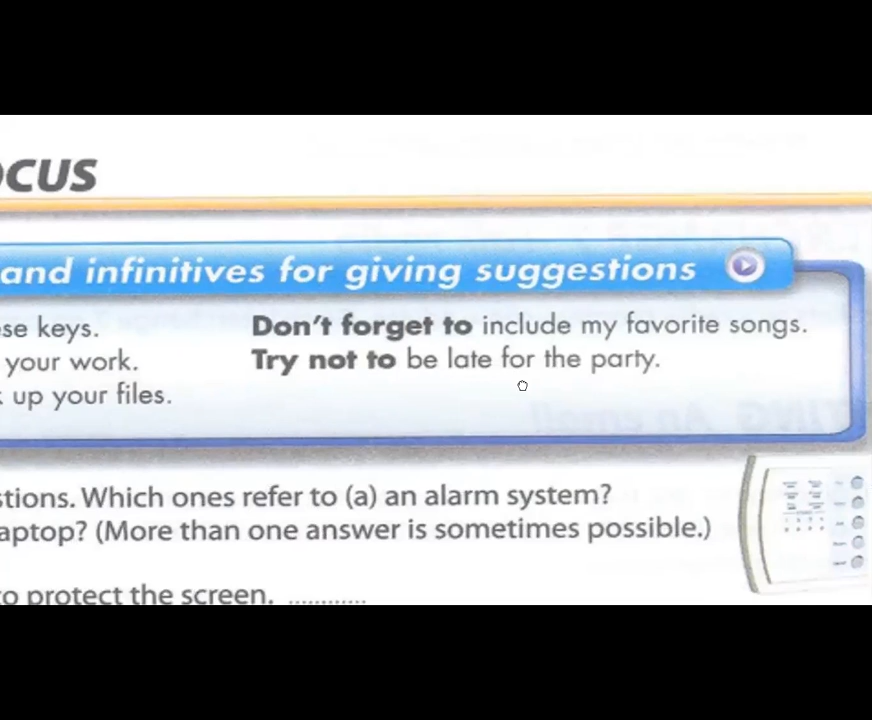 OCUS
and infinitives for giving suggestions
se keys. Don't forget to include my favorite songs.
your work. Try not to be late for the party.
up your files.
stions. Which ones refer to (a) an alarm system?
aptop? (More than one answer is sometimes possible.)
to protect the screen. ............